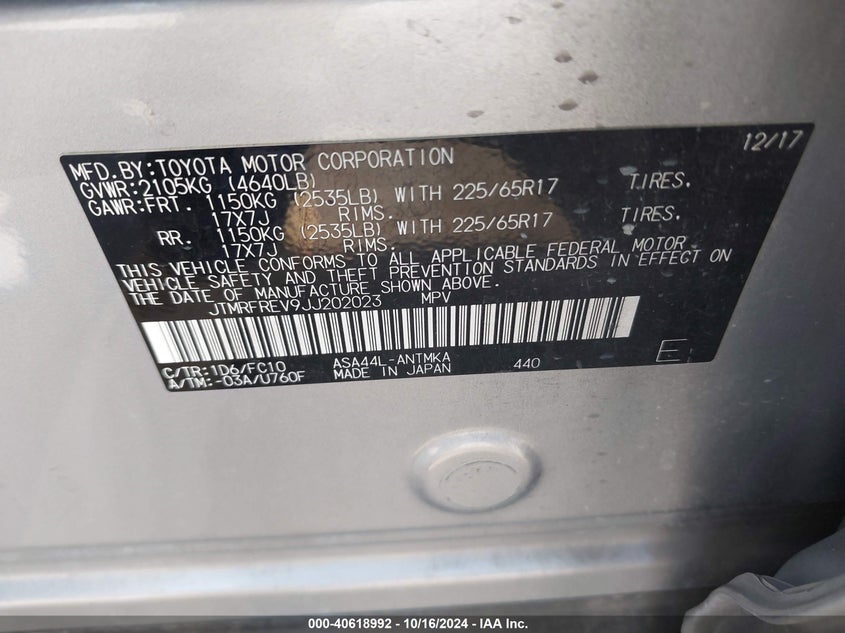 12/17
MFD.BY:TOYOTA MOTOR CORPORATION
GVWR:2105KG (4640LB)
GAWR:FRT. 1150KG (2535LB) WITH 225/65R17 TIRES.
17X7J RIMS.
RR. 1150KG (2535LB) WITH 225/65R17 TIRES.
17X7J RIMS.
THIS VEHICLE CONFORMS TO ALL APPLICABLE FEDERAL MOTOR
VEHICLE SAFETY AND THEFT PREVENTION STANDARDS IN EFFECT ON
THE DATE OF MANUFACTURE SHOWN ABOVE.
JTMRFREV9JJ202023 MPV
C/TR:1D6/FC10 ASA44L-ANTMKA 440 E
A/TM:-03A/U760F MADE IN JAPAN
000-40618992 - 10/16/2024 - IAA Inc.